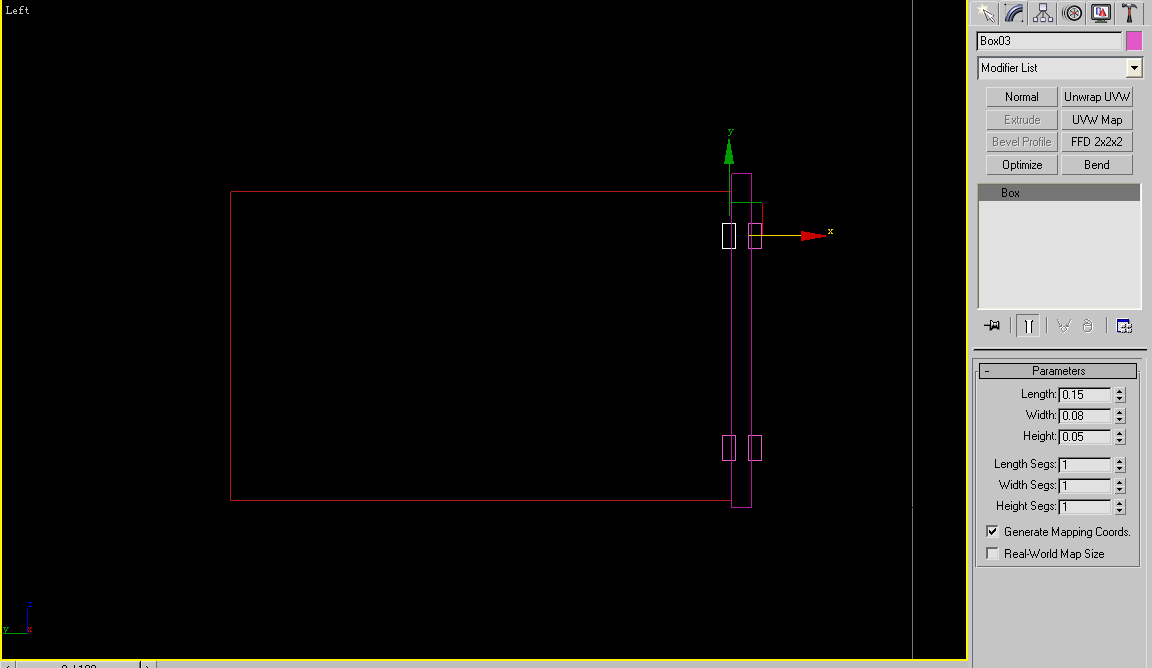 Left
Box03
Modifier List
Normal
Unwrap UVW
Extrude
UVW Map
Bevel Profile
FFD 2x2x2
Optimize
Bend
Box
y
x
- Parameters
Length: 0.15
Width: 0.08
Height: 0.05
Length Segs: 1
Width Segs: 1
Height Segs: 1
Generate Mapping Coords.
Real-World Map Size
z
y
x
0 / 100